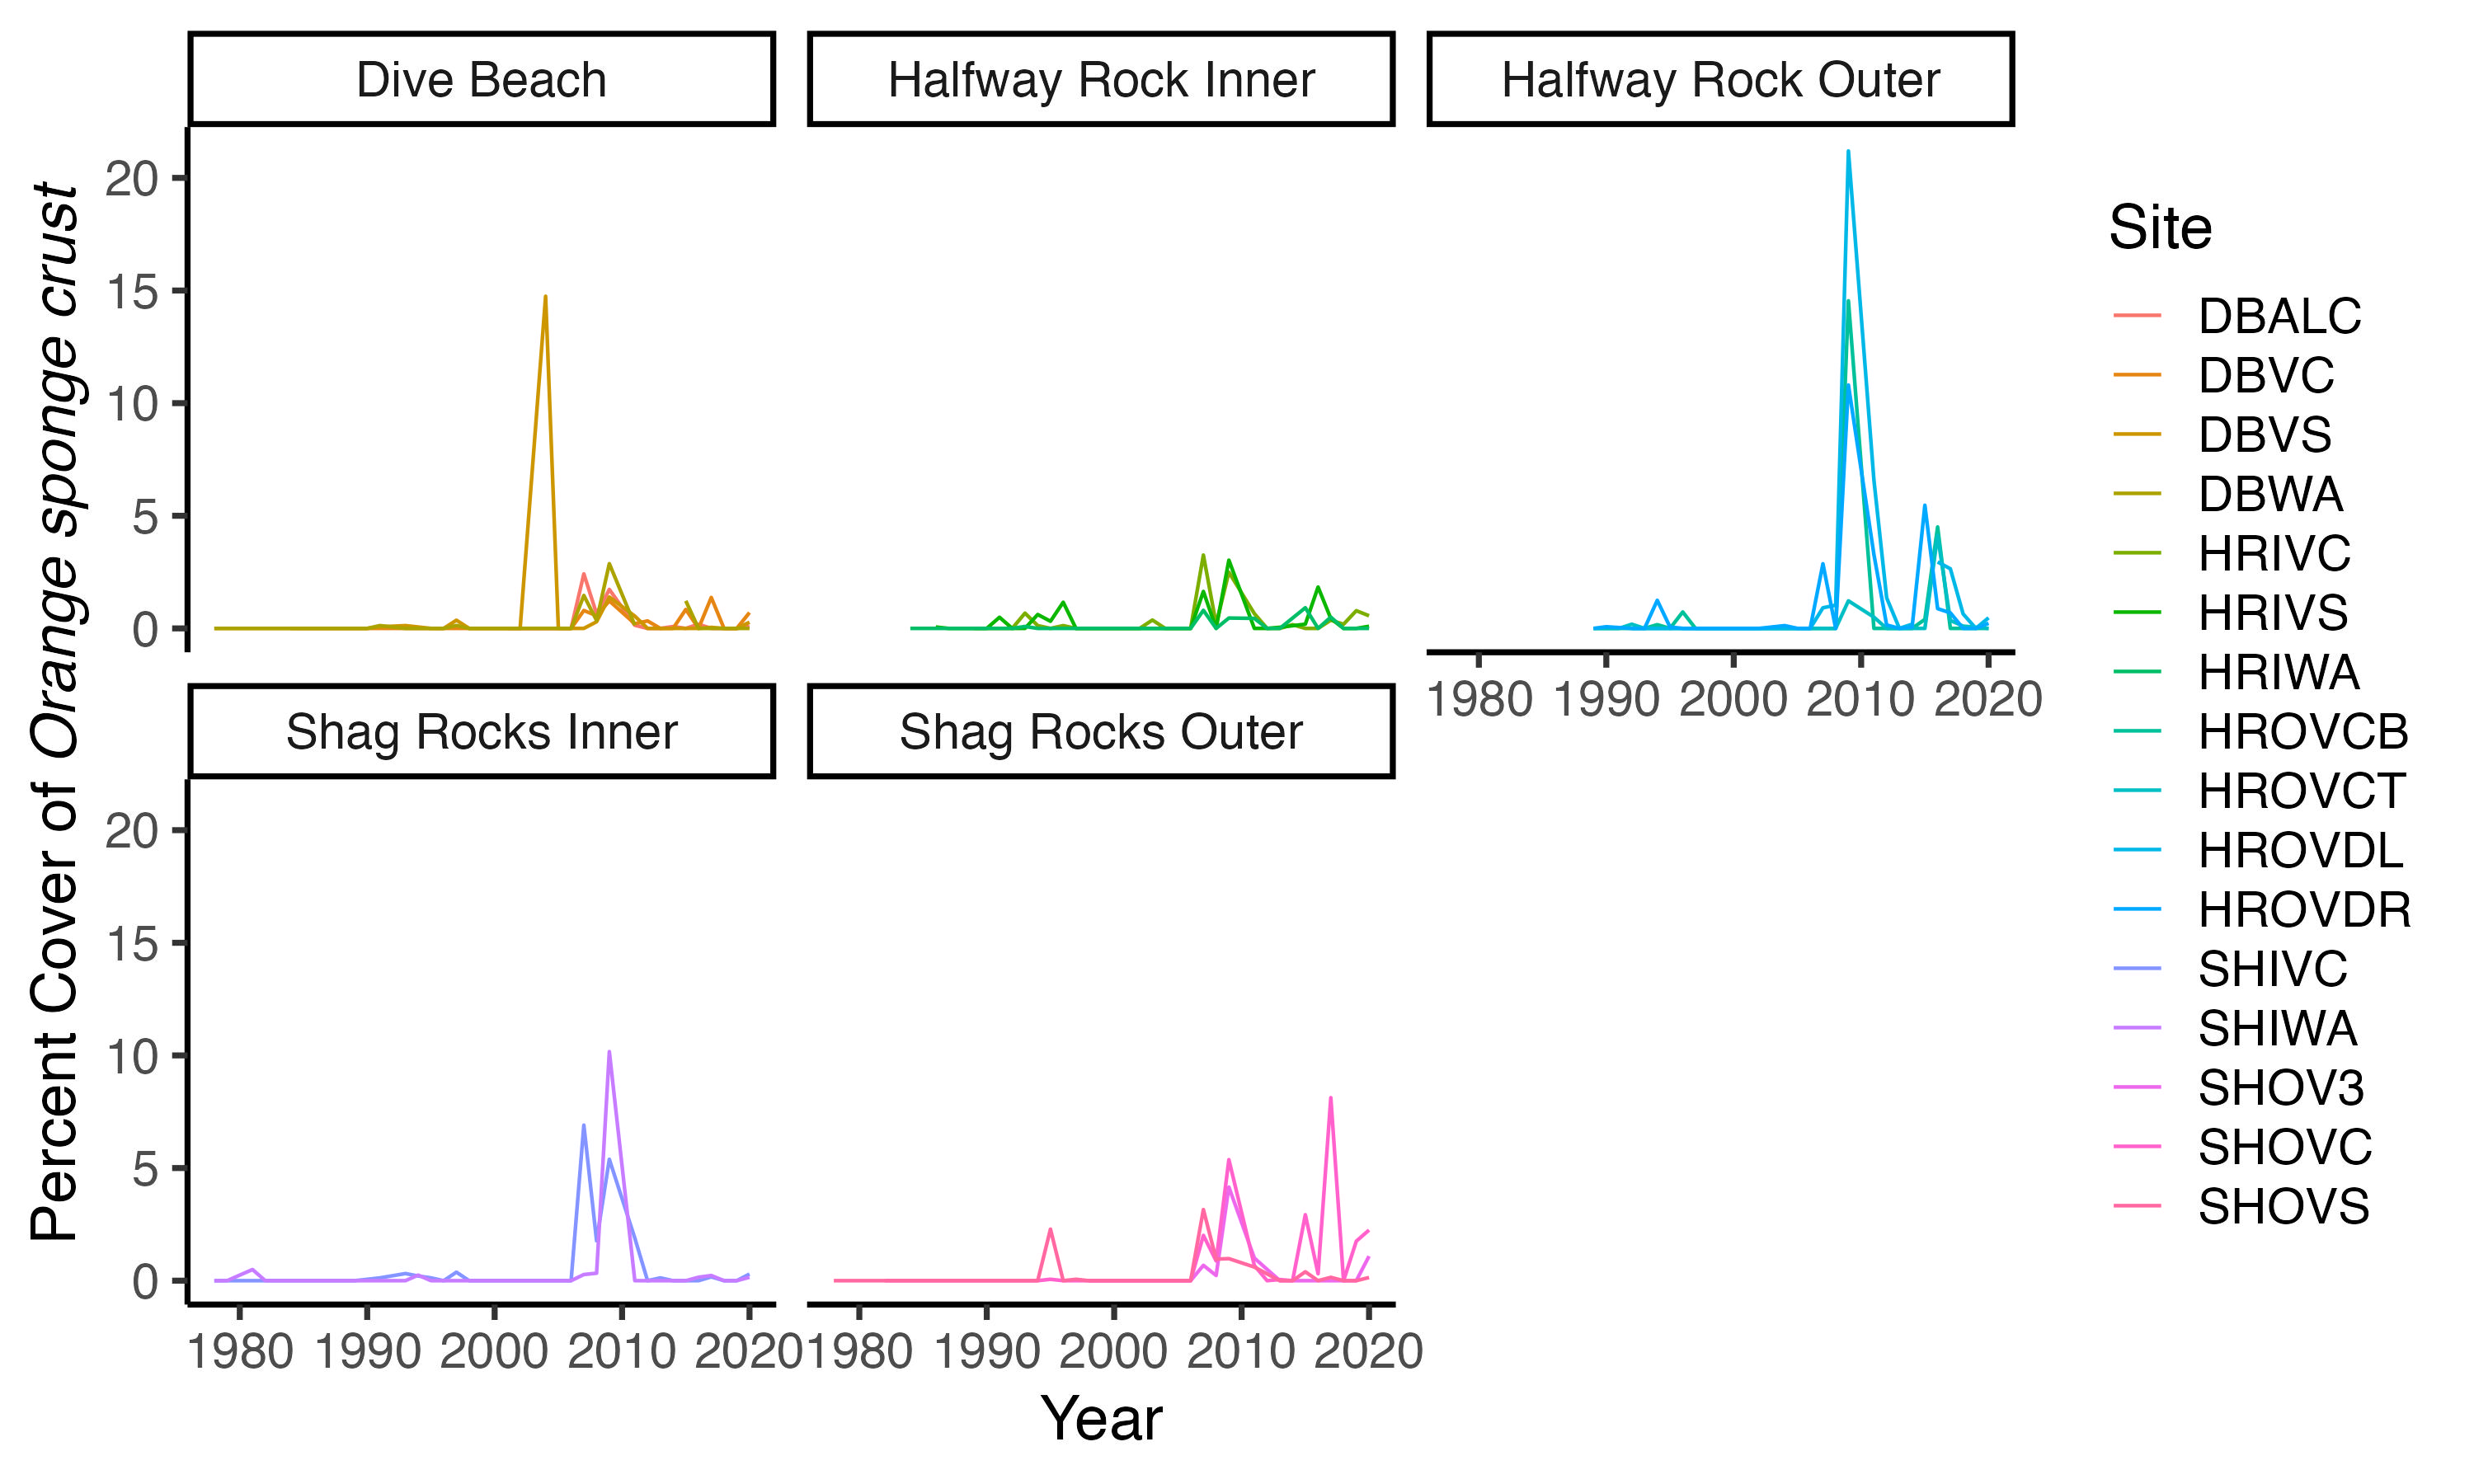 Dive Beach
Halfway Rock Inner
Halfway Rock Outer
Percent Cover of Orange sponge crust
20
15
10
5
0
1980 1990 2000 2010 2020
Shag Rocks Inner
Shag Rocks Outer
20
15
10
5
0
1980 1990 2000 2010 2020
1980 1990 2000 2010 2020
Year
Site
DBALC
DBVC
DBVS
DBWA
HRIVC
HRIVS
HRIWA
HROVCB
HROVCT
HROVDL
HROVDR
SHIVC
SHIWA
SHOV3
SHOVC
SHOVS